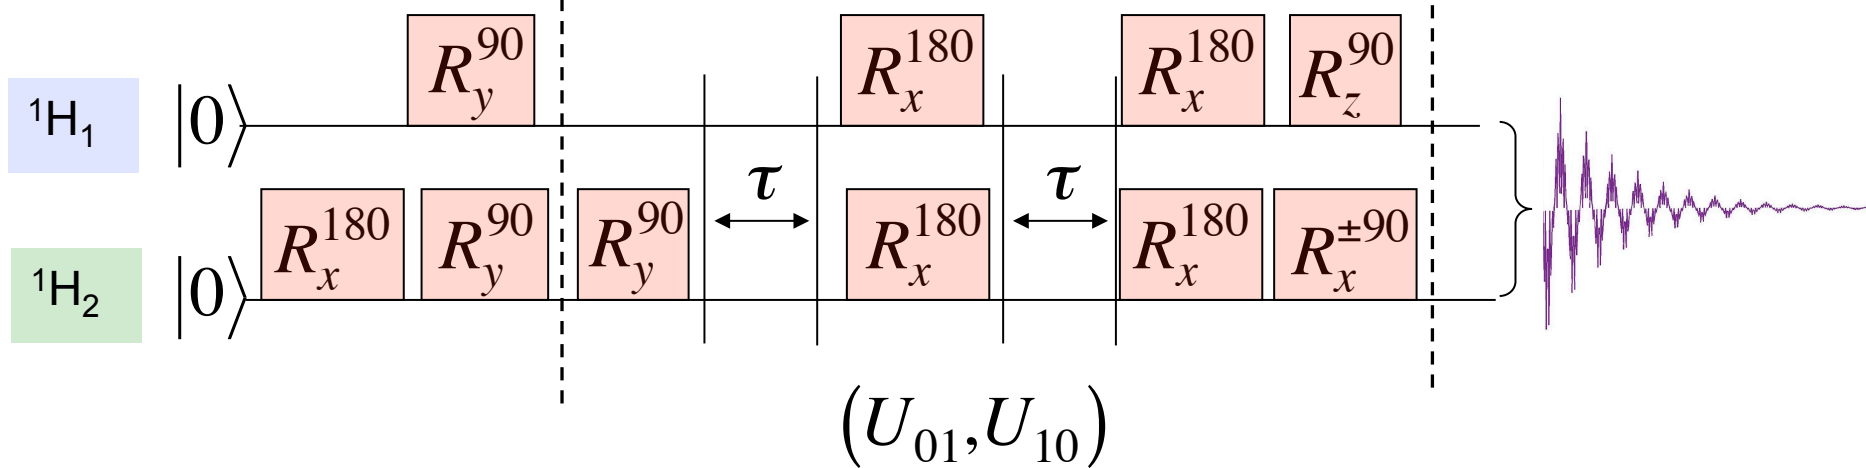 ¹H₁ |0⟩ R_y^90 R_x^180 R_x^180 R_z^90
τ τ
¹H₂ |0⟩ R_x^180 R_y^90 R_y^90 R_x^180 R_x^180 R_x^±90
(U₀₁,U₁₀)